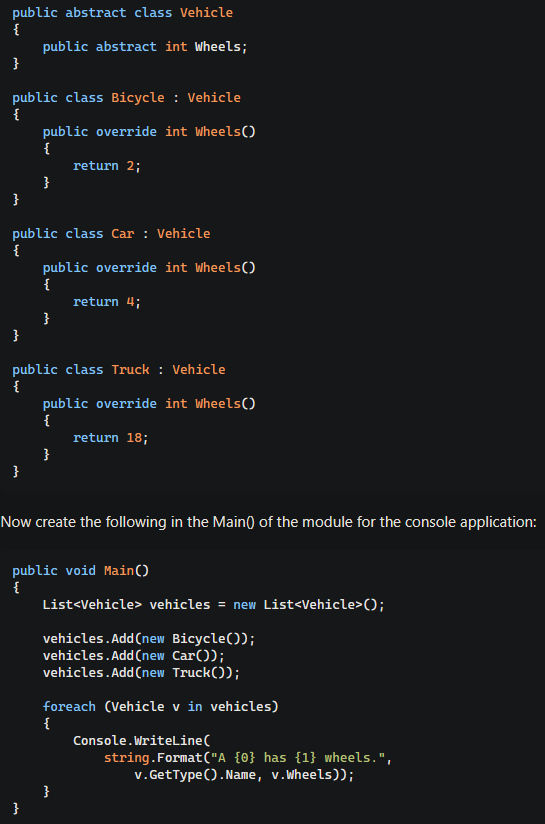 public abstract class Vehicle
{
    public abstract int Wheels;
}

public class Bicycle : Vehicle
{
    public override int Wheels()
    {
        return 2;
    }
}

public class Car : Vehicle
{
    public override int Wheels()
    {
        return 4;
    }
}

public class Truck : Vehicle
{
    public override int Wheels()
    {
        return 18;
    }
}

Now create the following in the Main() of the module for the console application:

public void Main()
{
    List<Vehicle> vehicles = new List<Vehicle>();

    vehicles.Add(new Bicycle());
    vehicles.Add(new Car());
    vehicles.Add(new Truck());

    foreach (Vehicle v in vehicles)
    {
        Console.WriteLine(
            string.Format("A {0} has {1} wheels.",
                v.GetType().Name, v.Wheels));
    }
}